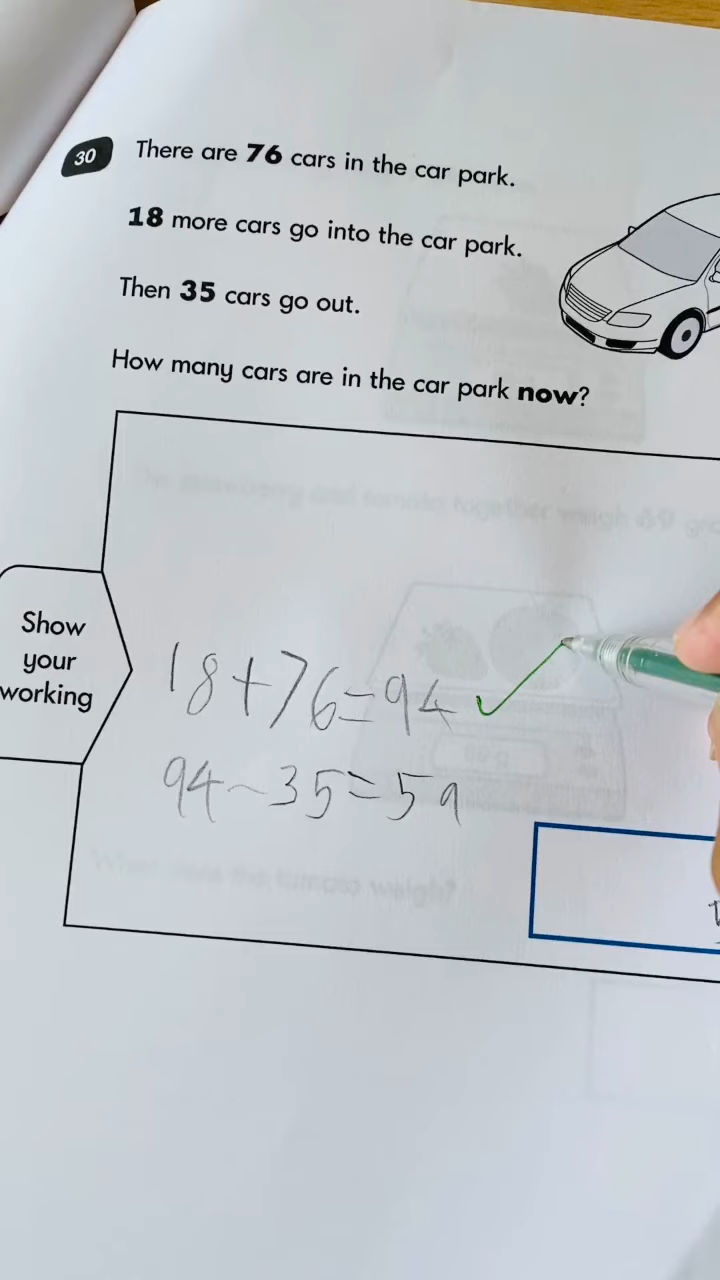 30
There are 76 cars in the car park.
18 more cars go into the car park.
Then 35 cars go out.
How many cars are in the car park now?
Show
your
working
18+76=94
94-35=59